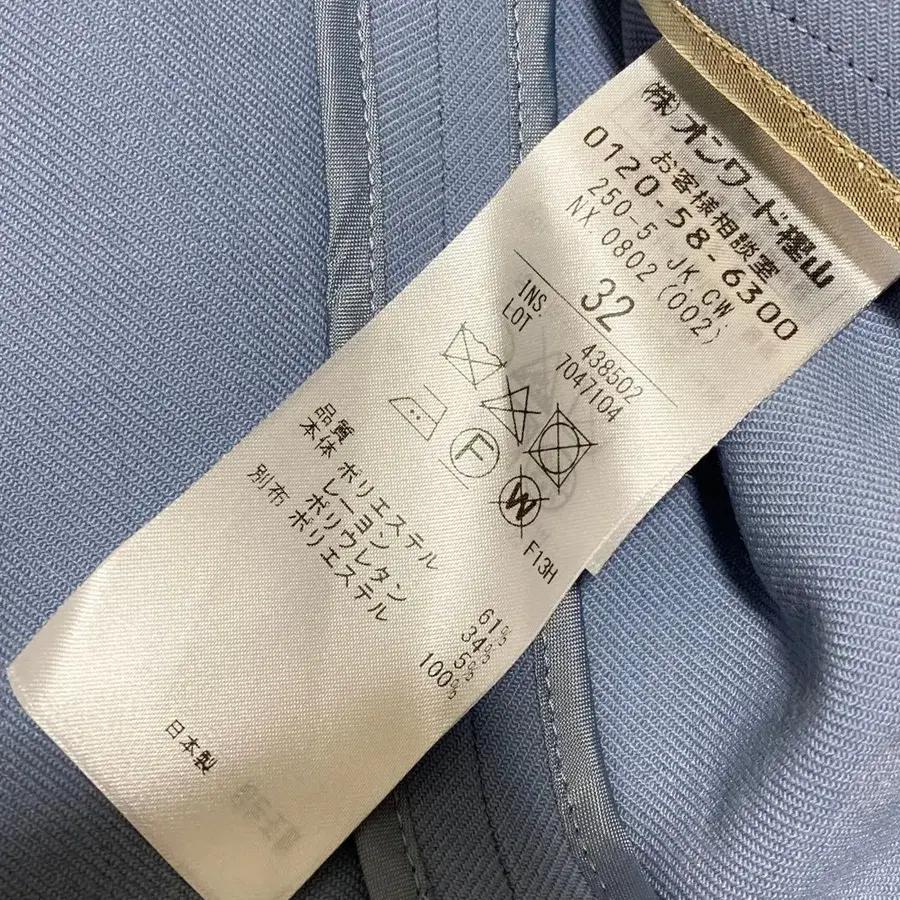 (株)オンワード樫山
お客様相談室
0120-58-6300
250-5 JK.CW.
NX.0802 (002)
32
INS. 438502
LOT 7047104
F
W
F13H
品質
本体 ポリエステル 61%
レーヨン 34%
ポリウレタン 5%
別布 ポリエステル 100%
日本製